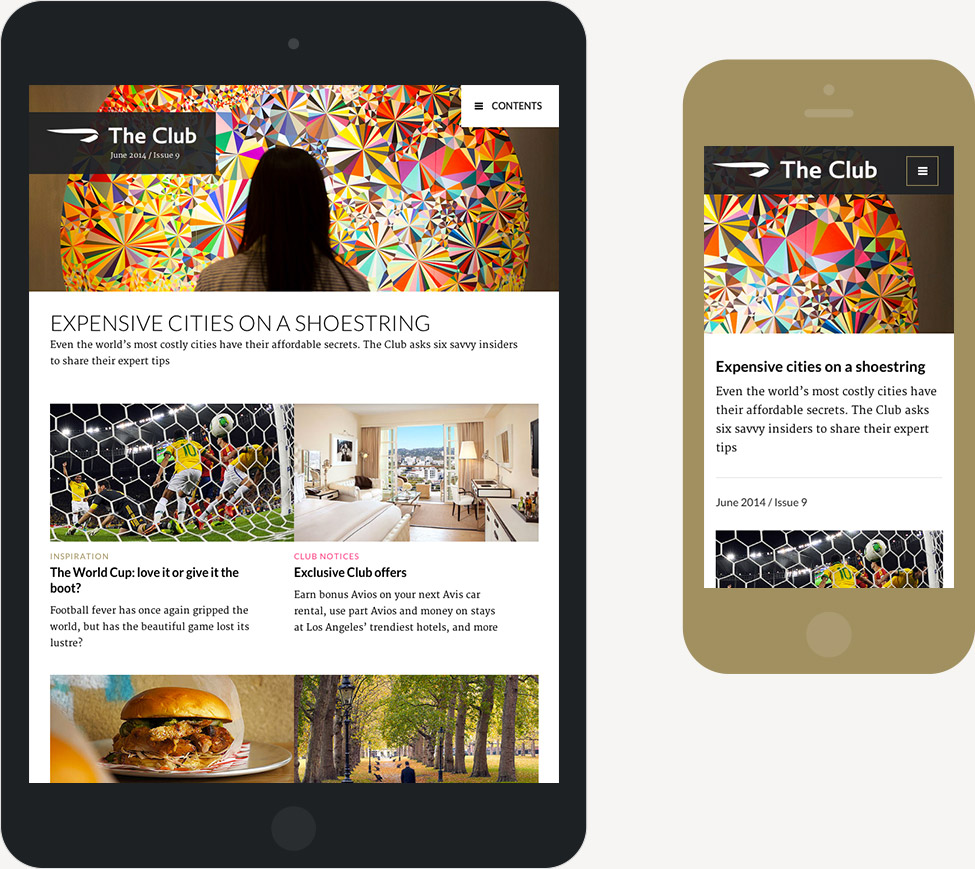 CONTENTS
The Club
June 2014 / Issue 9
EXPENSIVE CITIES ON A SHOESTRING
Even the world’s most costly cities have their affordable secrets. The Club asks six savvy insiders
to share their expert tips
10
INSPIRATION
The World Cup: love it or give it the
boot?
Football fever has once again gripped the
world, but has the beautiful game lost its
lustre?
CLUB NOTICES
Exclusive Club offers
Earn bonus Avios on your next Avis car
rental, use part Avios and money on stays
at Los Angeles’ trendiest hotels, and more
The Club
Expensive cities on a shoestring
Even the world’s most costly cities have
their affordable secrets. The Club asks
six savvy insiders to share their expert
tips
June 2014 / Issue 9
10